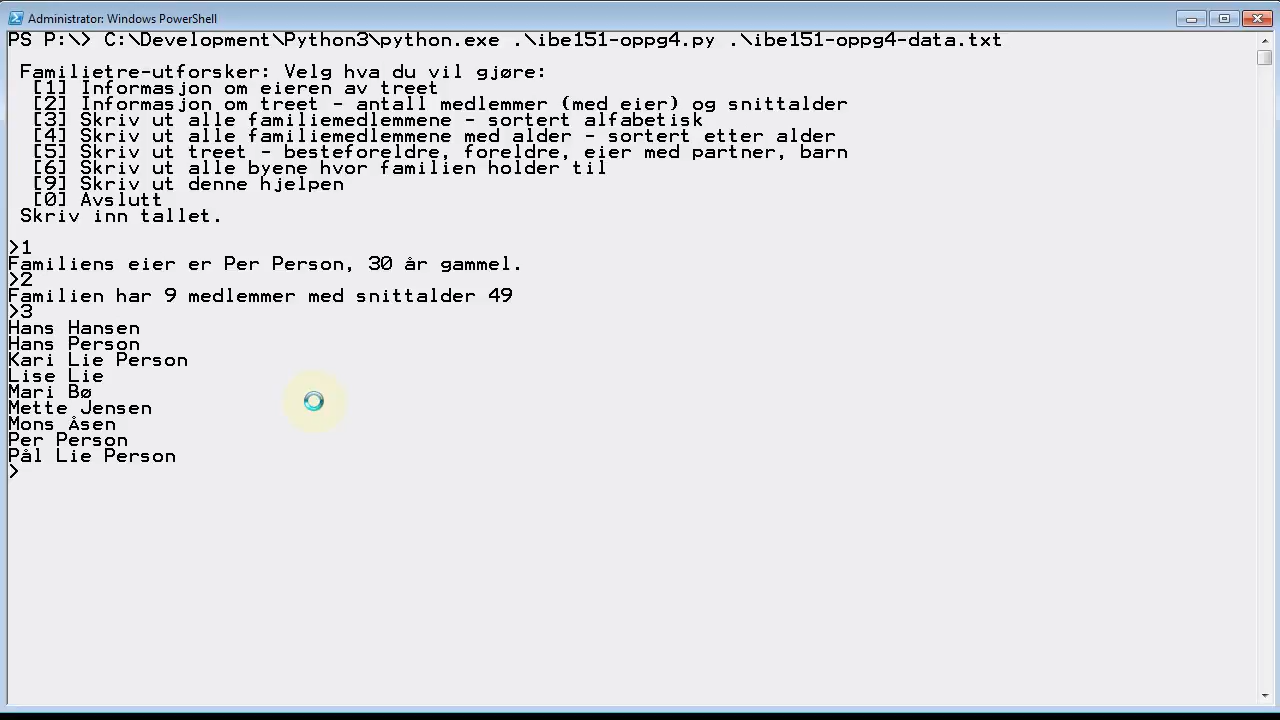 Administrator: Windows PowerShell
PS P:\> C:\Development\Python3\python.exe .\ibe151-oppg4.py .\ibe151-oppg4-data.txt
Familietre-utforsker: Velg hva du vil gjøre:
[1] Informasjon om eieren av treet
[2] Informasjon om treet - antall medlemmer (med eier) og snittalder
[3] Skriv ut alle familiemedlemmene - sortert alfabetisk
[4] Skriv ut alle familiemedlemmene med alder - sortert etter alder
[5] Skriv ut treet - besteforeldre, foreldre, eier med partner, barn
[6] Skriv ut alle byene hvor familien holder til
[9] Skriv ut denne hjelpen
[0] Avslutt
Skriv inn tallet.
>1
Familiens eier er Per Person, 30 år gammel.
>2
Familien har 9 medlemmer med snittalder 49
>3
Hans Hansen
Hans Person
Kari Lie Person
Lise Lie
Mari Bø
Mette Jensen
Mons Åsen
Per Person
Pål Lie Person
>